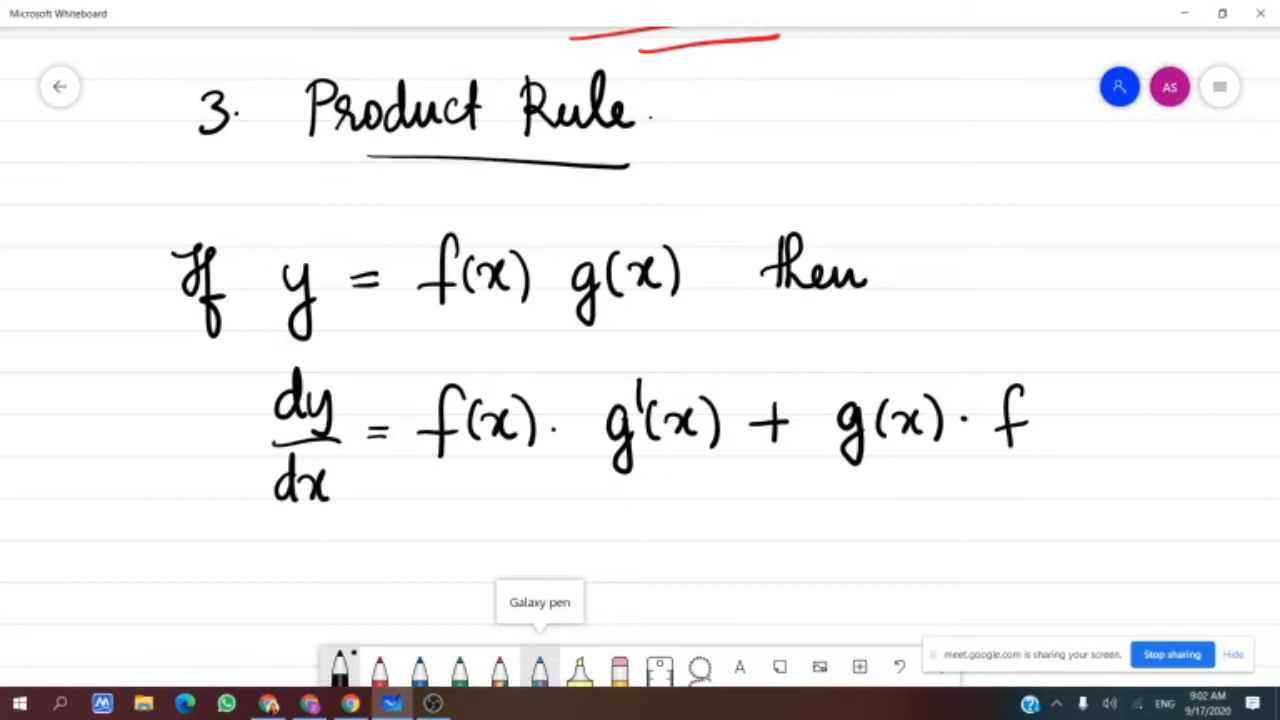 Microsoft Whiteboard
AS
3. Product Rule.
If y = f(x) g(x) then
dy/dx = f(x) · g'(x) + g(x) · f
Galaxy pen
A
meet.google.com is sharing your screen.
Stop sharing
Hide
ENG
9:02 AM
9/17/2020